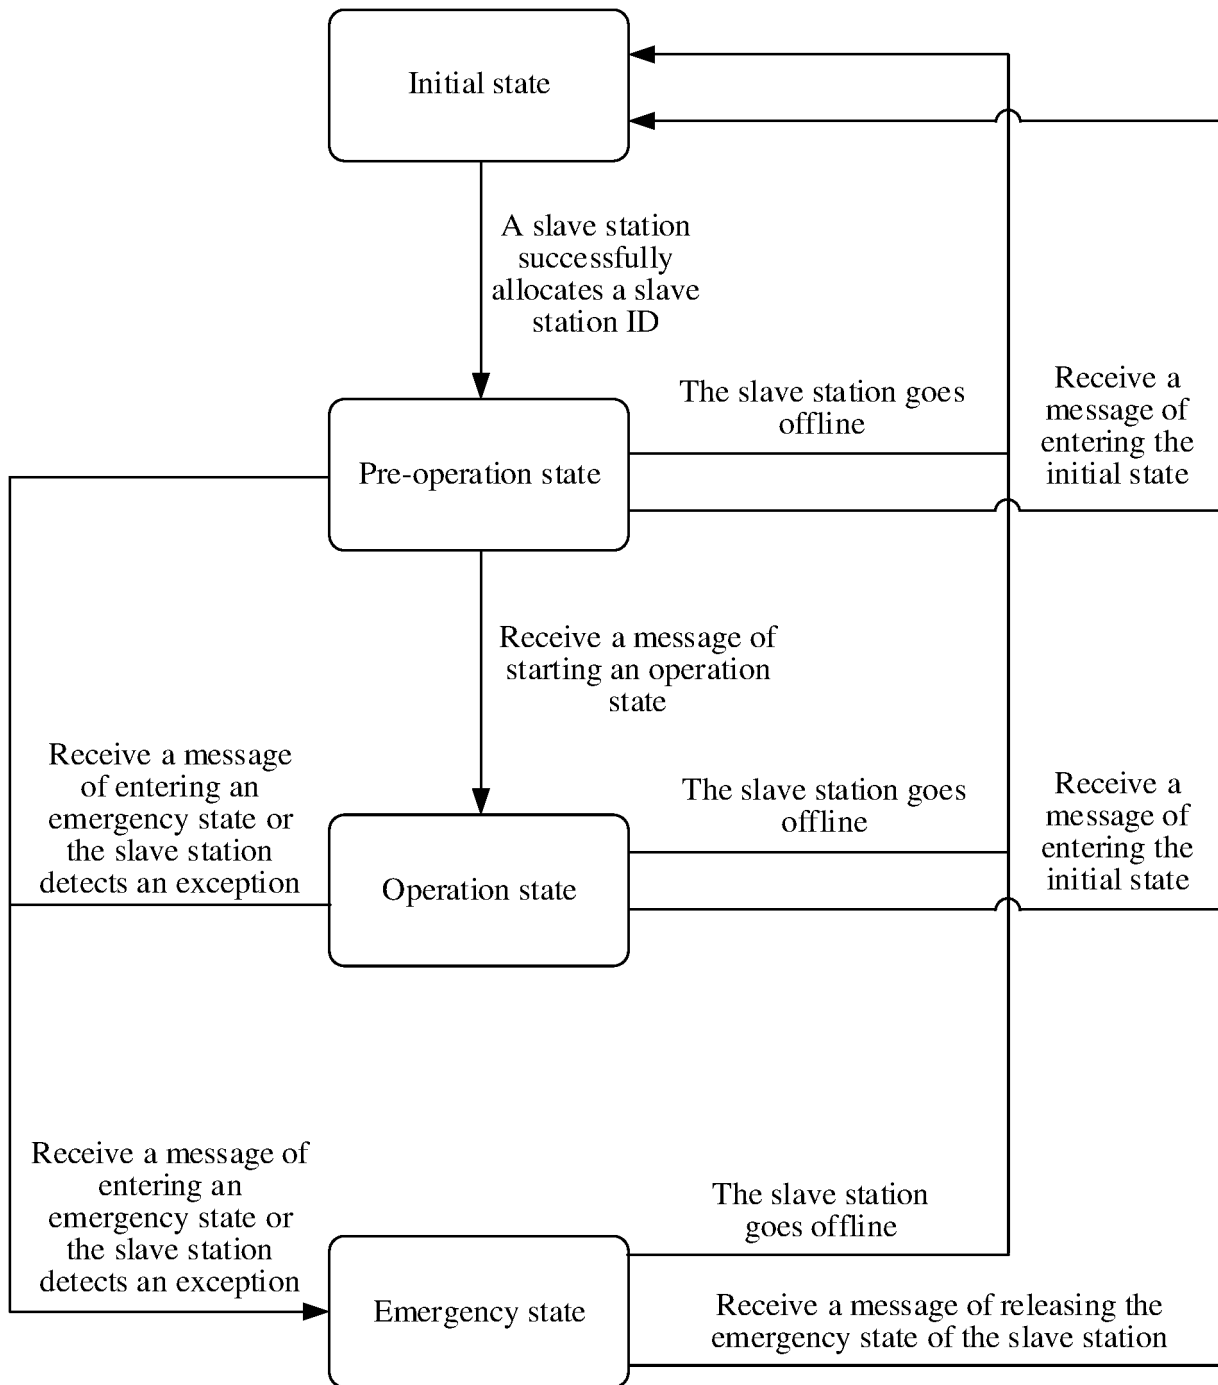 Initial state
A slave station
successfully
allocates a slave
station ID
The slave station goes
offline
Receive a
message of
entering the
initial state
Pre-operation state
Receive a message of
starting an operation
state
Receive a message
of entering an
emergency state or
the slave station
detects an exception
The slave station goes
offline
Receive a
message of
entering the
initial state
Operation state
Receive a message of
entering an
emergency state or
the slave station
detects an exception
The slave station
goes offline
Emergency state
Receive a message of releasing the
emergency state of the slave station